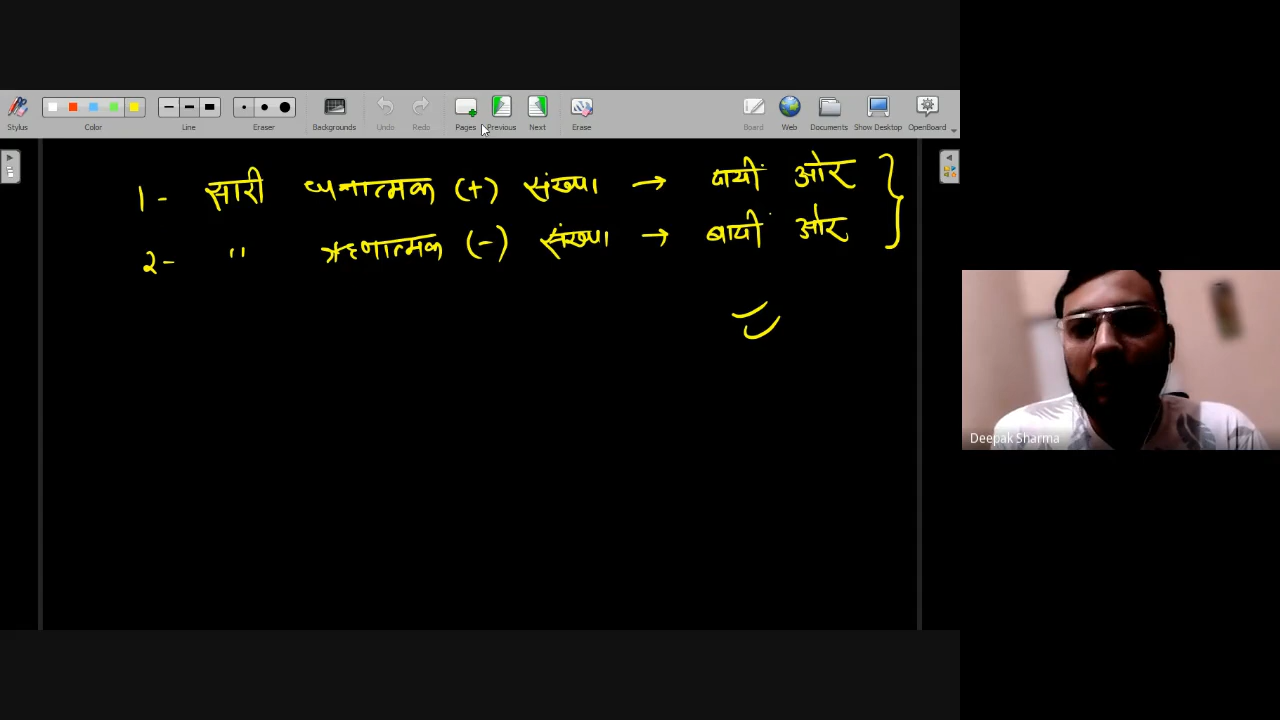 Stylus Color Line Eraser Backgrounds Undo Redo Pages Previous Next Erase Board Web Documents Show Desktop OpenBoard
1- सारी धनात्मक (+) संख्या → दायीं ओर
2- " ऋणात्मक (-) संख्या → बायीं ओर
Deepak Sharma